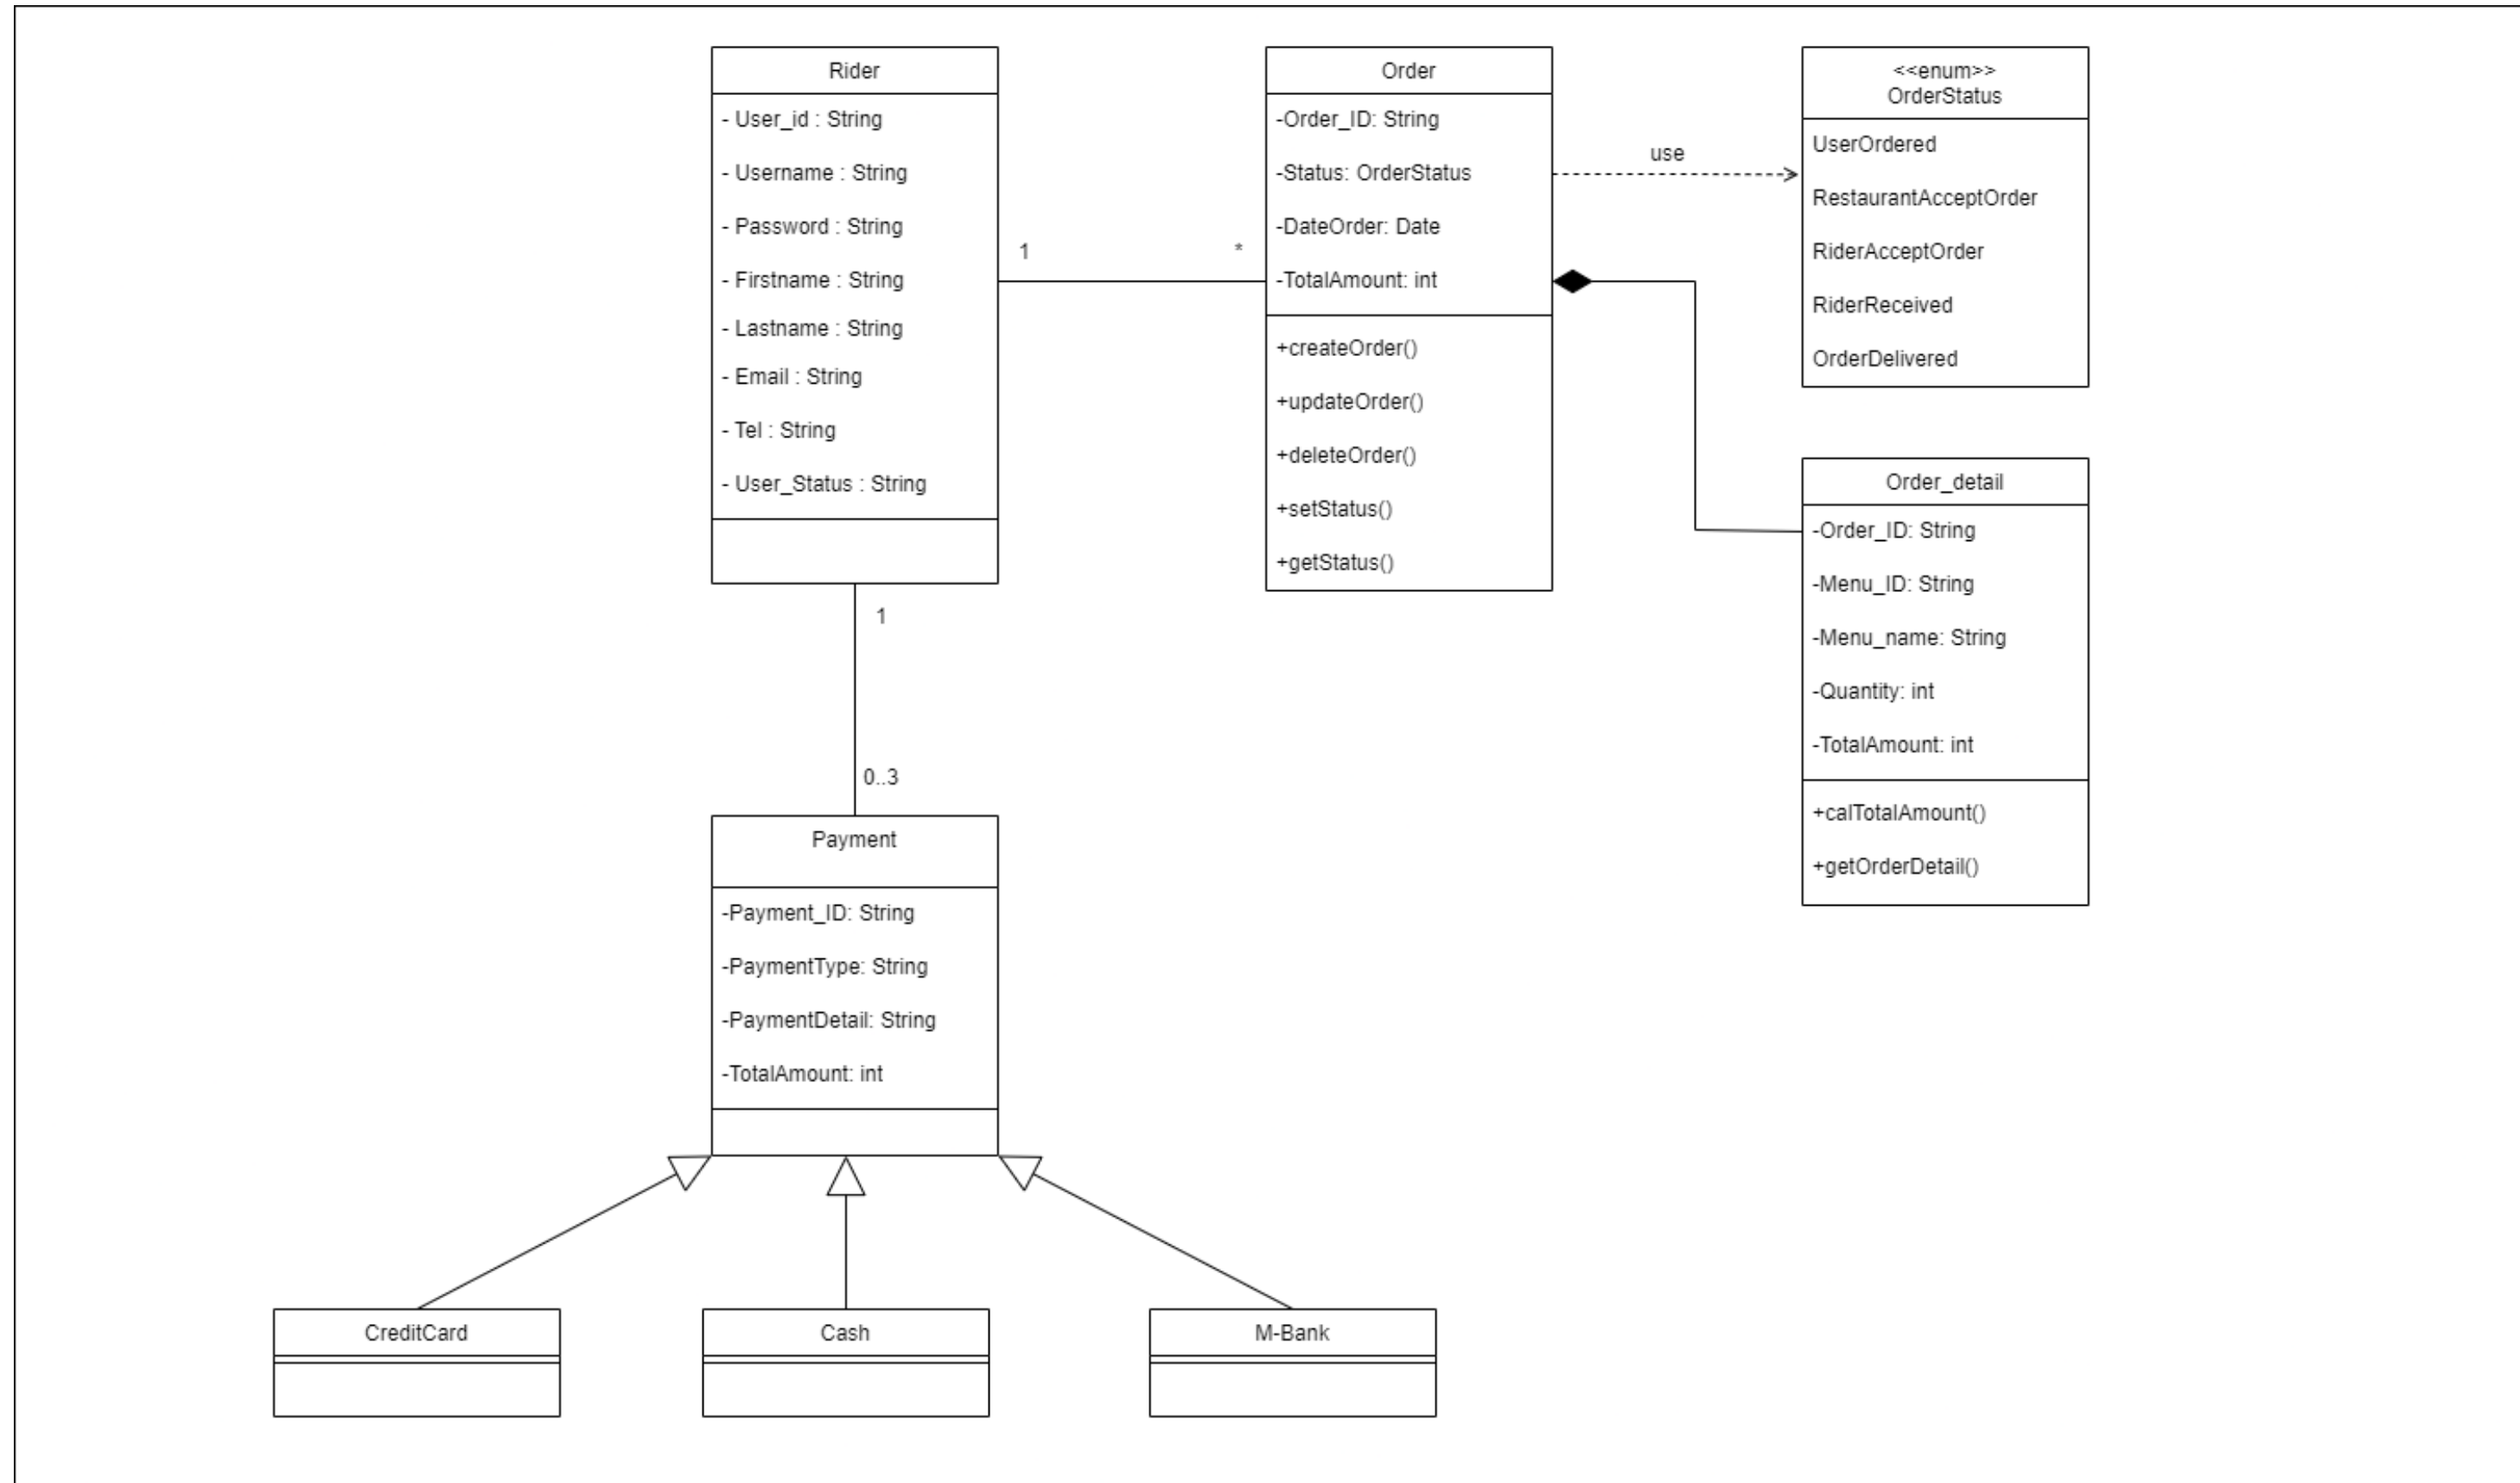 Rider
- User_id : String
- Username : String
- Password : String
- Firstname : String
- Lastname : String
- Email : String
- Tel : String
- User_Status : String
1
*
Order
-Order_ID: String
-Status: OrderStatus
-DateOrder: Date
-TotalAmount: int
+createOrder()
+updateOrder()
+deleteOrder()
+setStatus()
+getStatus()
use
<<enum>>
OrderStatus
UserOrdered
RestaurantAcceptOrder
RiderAcceptOrder
RiderReceived
OrderDelivered
Order_detail
-Order_ID: String
-Menu_ID: String
-Menu_name: String
-Quantity: int
-TotalAmount: int
+calTotalAmount()
+getOrderDetail()
1
0..3
Payment
-Payment_ID: String
-PaymentType: String
-PaymentDetail: String
-TotalAmount: int
CreditCard
Cash
M-Bank